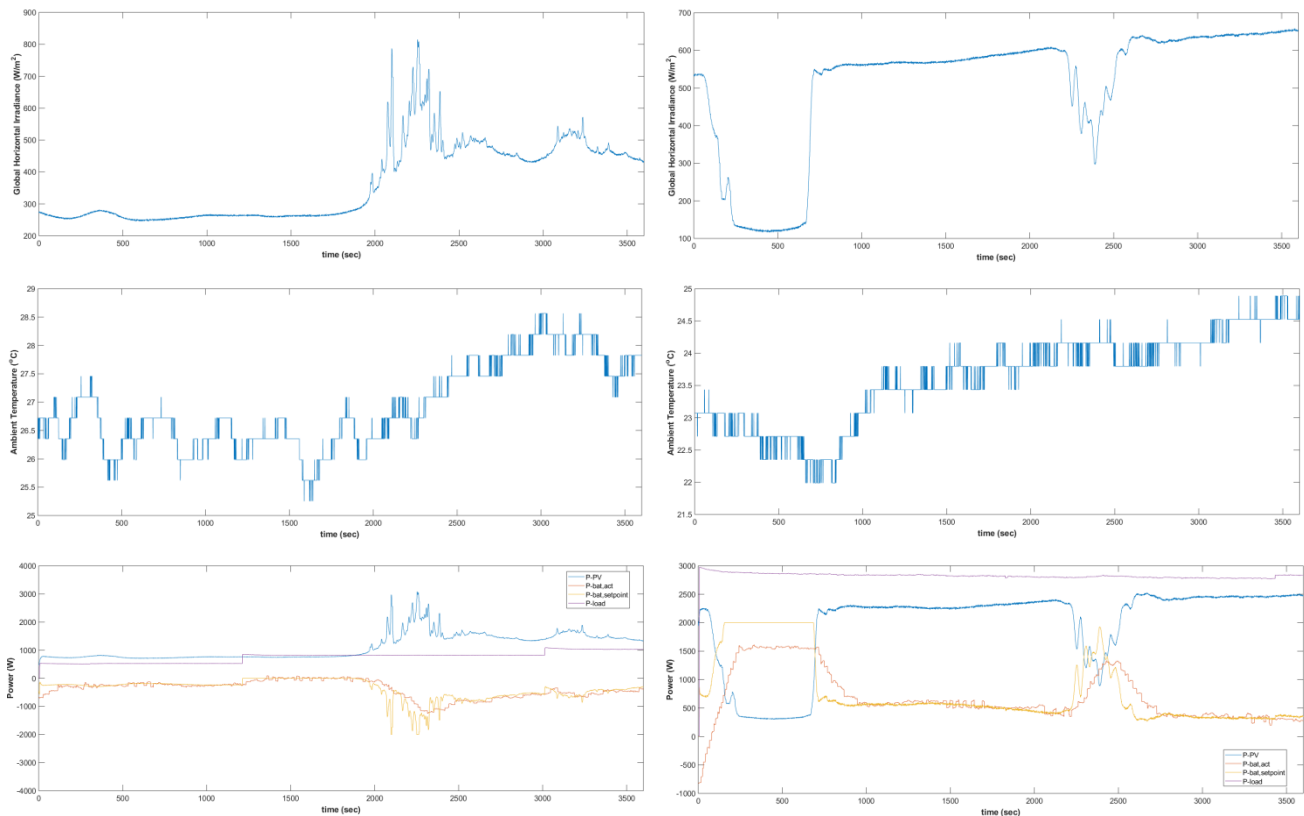 Global Horizontal Irradiance (W/m²)
900
800
700
600
500
400
300
200
0 500 1000 1500 2000 2500 3000 3500
time (sec)
Global Horizontal Irradiance (W/m²)
700
600
500
400
300
200
100
0 500 1000 1500 2000 2500 3000 3500
time (sec)
Ambient Temperature (°C)
29
28.5
28
27.5
27
26.5
26
25.5
25
0 500 1000 1500 2000 2500 3000 3500
time (sec)
Ambient Temperature (°C)
25
24.5
24
23.5
23
22.5
22
21.5
0 500 1000 1500 2000 2500 3000 3500
time (sec)
Power (W)
4000
3000
2000
1000
0
-1000
-2000
-3000
-4000
0 500 1000 1500 2000 2500 3000 3500
time (sec)
P-PV
P-bat,act
P-bat,setpoint
P-load
Power (W)
3000
2500
2000
1500
1000
500
0
-500
-1000
0 500 1000 1500 2000 2500 3000 3500
time (sec)
P-PV
P-bat,act
P-bat,setpoint
P-load